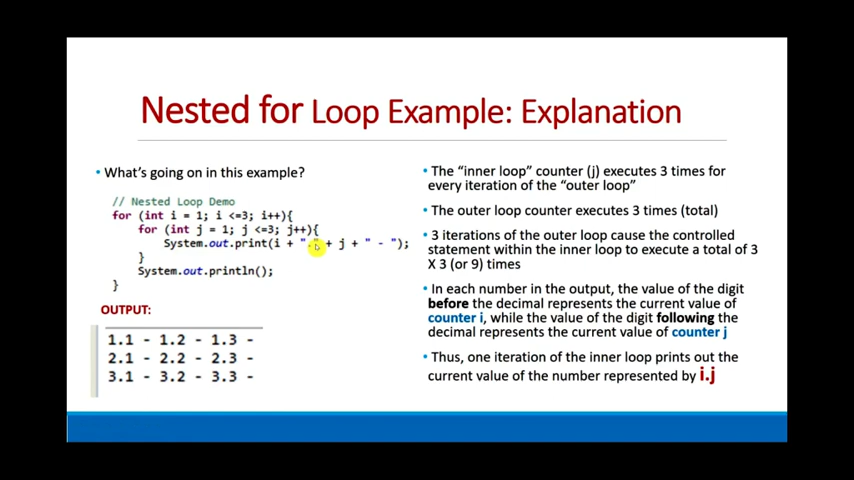 Nested for Loop Example: Explanation
• What's going on in this example?
// Nested Loop Demo
for (int i = 1; i <=3; i++){
for (int j = 1; j <=3; j++){
System.out.print(i + "." + j + " - ");
}
System.out.println();
}
OUTPUT:
1.1 - 1.2 - 1.3 -
2.1 - 2.2 - 2.3 -
3.1 - 3.2 - 3.3 -
• The "inner loop" counter (j) executes 3 times for
every iteration of the "outer loop"
• The outer loop counter executes 3 times (total)
• 3 iterations of the outer loop cause the controlled
statement within the inner loop to execute a total of 3
X 3 (or 9) times
• In each number in the output, the value of the digit
before the decimal represents the current value of
counter i, while the value of the digit following the
decimal represents the current value of counter j
• Thus, one iteration of the inner loop prints out the
current value of the number represented by i.j